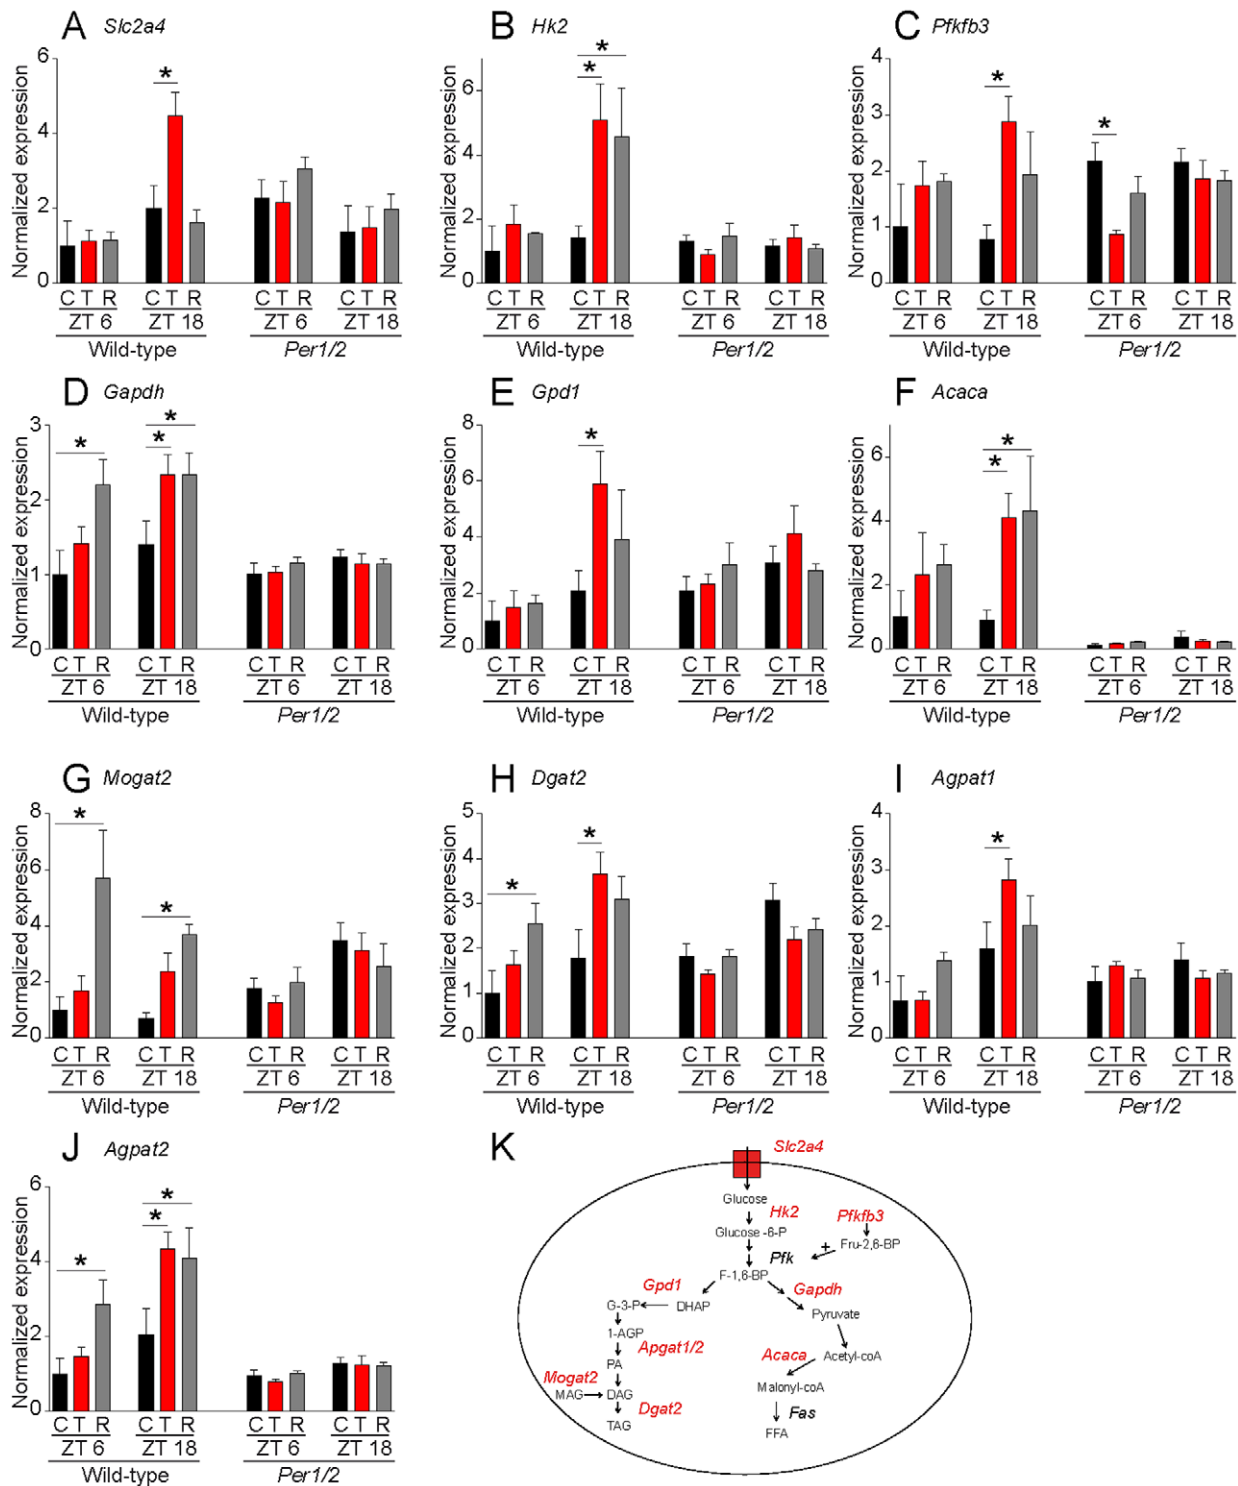 A Slc2a4
Normalized expression
6
4
2
0
*
C T R C T R C T R C T R
ZT 6 ZT 18 ZT 6 ZT 18
Wild-type Per1/2
B Hk2
Normalized expression
6
4
2
0
*
*
C T R C T R C T R C T R
ZT 6 ZT 18 ZT 6 ZT 18
Wild-type Per1/2
C Pfkfb3
Normalized expression
4
3
2
1
0
* *
C T R C T R C T R C T R
ZT 6 ZT 18 ZT 6 ZT 18
Wild-type Per1/2
D Gapdh
Normalized expression
3
2
1
0
*
* *
C T R C T R C T R C T R
ZT 6 ZT 18 ZT 6 ZT 18
Wild-type Per1/2
E Gpd1
Normalized expression
8
6
4
2
0
*
C T R C T R C T R C T R
ZT 6 ZT 18 ZT 6 ZT 18
Wild-type Per1/2
F Acaca
Normalized expression
6
4
2
0
*
*
C T R C T R C T R C T R
ZT 6 ZT 18 ZT 6 ZT 18
Wild-type Per1/2
G Mogat2
Normalized expression
8
6
4
2
0
*
*
C T R C T R C T R C T R
ZT 6 ZT 18 ZT 6 ZT 18
Wild-type Per1/2
H Dgat2
Normalized expression
5
4
3
2
1
0
*
*
C T R C T R C T R C T R
ZT 6 ZT 18 ZT 6 ZT 18
Wild-type Per1/2
I Agpat1
Normalized expression
4
3
2
1
0
*
C T R C T R C T R C T R
ZT 6 ZT 18 ZT 6 ZT 18
Wild-type Per1/2
J Agpat2
Normalized expression
6
4
2
0
*
*
*
C T R C T R C T R C T R
ZT 6 ZT 18 ZT 6 ZT 18
Wild-type Per1/2
K
Slc2a4
Glucose
Hk2 Pfkfb3
Glucose -6-P
+ Fru-2,6-BP
Pfk
F-1,6-BP
Gpd1 Gapdh
G-3-P DHAP Pyruvate
1-AGP
Apgat1/2
Acaca Acetyl-coA
PA
Mogat2 Malonyl-coA
MAG DAG
Dgat2 Fas
TAG FFA